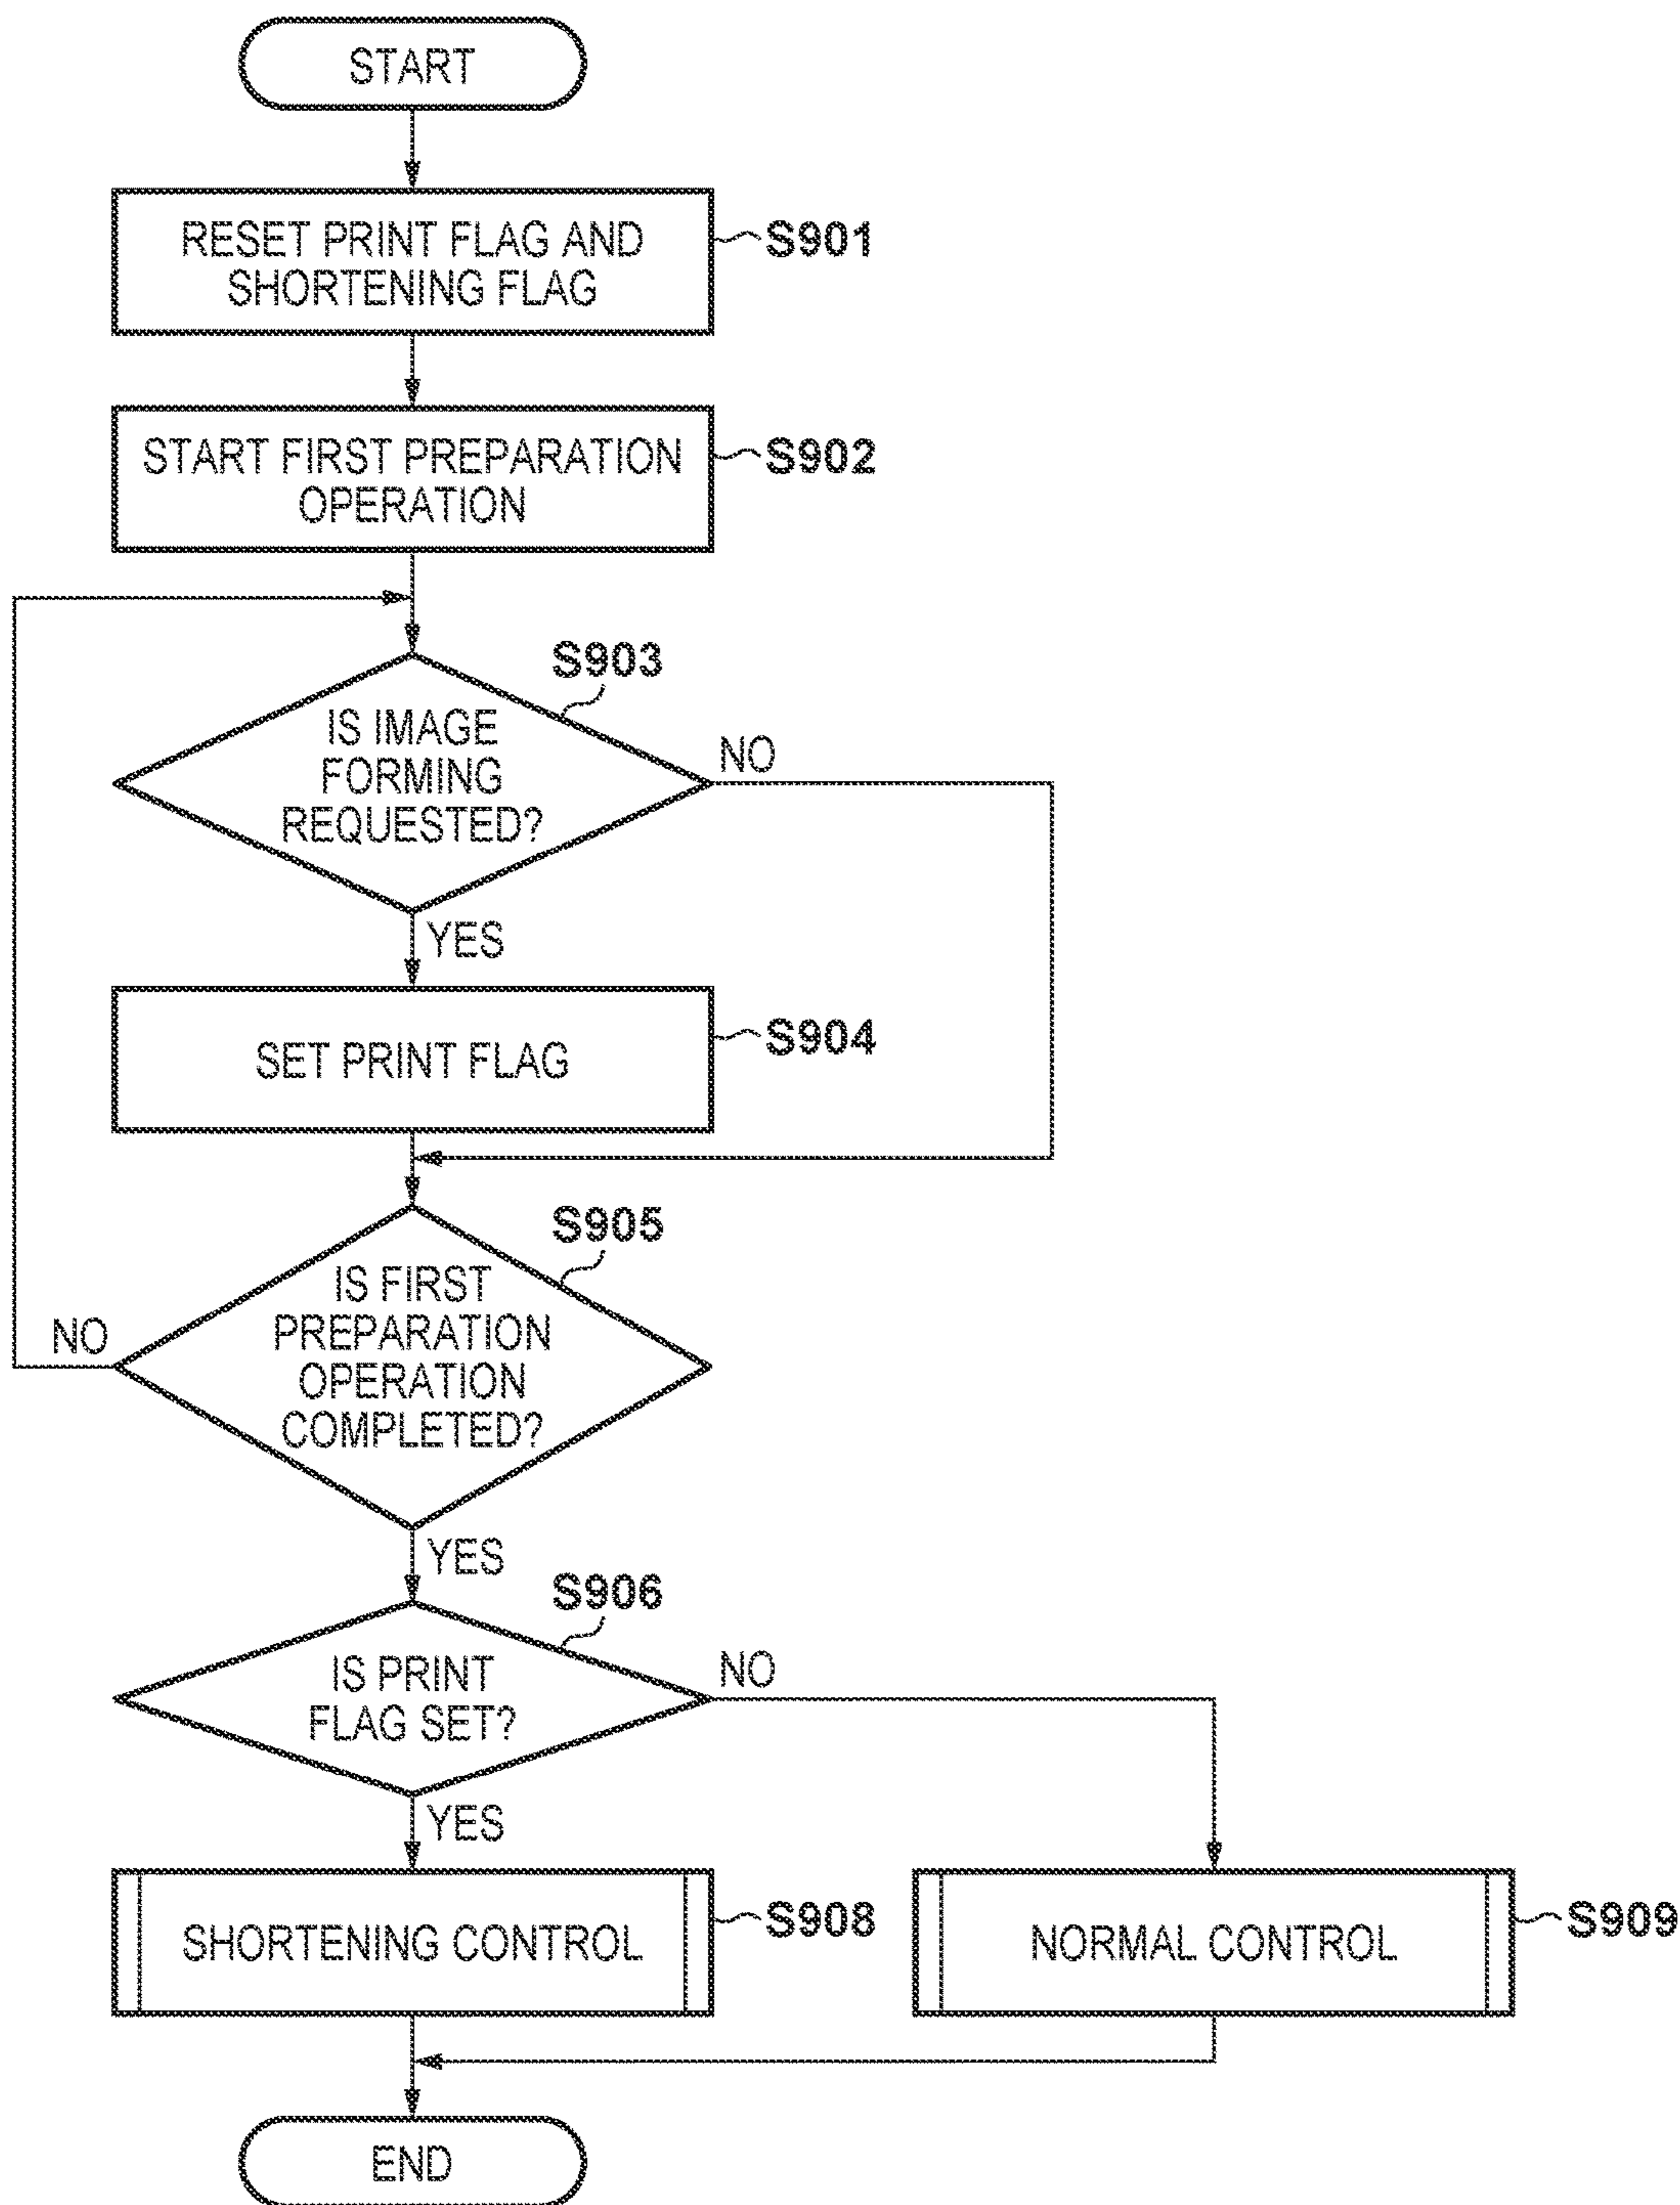 START
RESET PRINT FLAG AND
SHORTENING FLAG
S901
START FIRST PREPARATION
OPERATION
S902
S903
IS IMAGE
FORMING
REQUESTED?
NO
YES
SET PRINT FLAG
S904
S905
IS FIRST
PREPARATION
OPERATION
COMPLETED?
NO
YES
S906
IS PRINT
FLAG SET?
NO
YES
SHORTENING CONTROL
S908
NORMAL CONTROL
S909
END